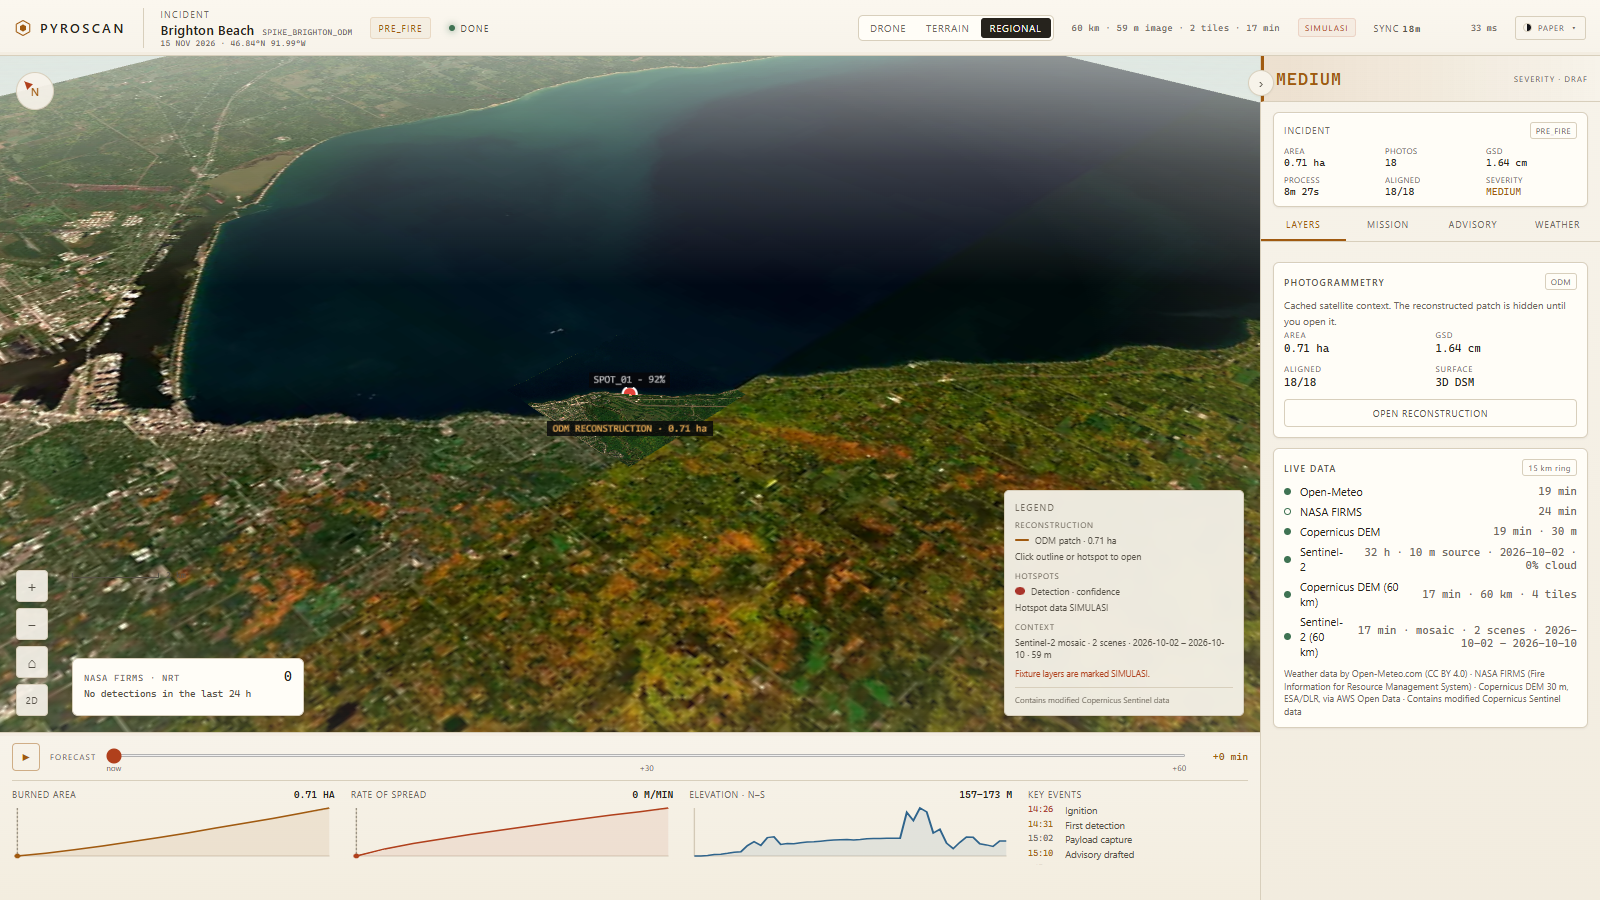 PYROSCAN
INCIDENT
Brighton Beach SPIKE_BRIGHTON_ODM
15 NOV 2026 · 46.84°N 91.99°W
PRE_FIRE
DONE
DRONE TERRAIN REGIONAL
60 km · 59 m image · 2 tiles · 17 min
SIMULASI
SYNC 18m
33 ms
PAPER
N
SPOT_01 - 92%
ODM RECONSTRUCTION · 0.71 ha
+
−
2D
NASA FIRMS · NRT 0
No detections in the last 24 h
LEGEND
RECONSTRUCTION
ODM patch · 0.71 ha
Click outline or hotspot to open
HOTSPOTS
Detection · confidence
Hotspot data SIMULASI
CONTEXT
Sentinel-2 mosaic · 2 scenes · 2026-10-02 – 2026-10-
10 · 59 m
Fixture layers are marked SIMULASI.
Contains modified Copernicus Sentinel data
MEDIUM
SEVERITY · DRAF
INCIDENT
PRE FIRE
AREA PHOTOS GSD
0.71 ha 18 1.64 cm
PROCESS ALIGNED SEVERITY
8m 27s 18/18 MEDIUM
LAYERS MISSION ADVISORY WEATHER
PHOTOGRAMMETRY
ODM
Cached satellite context. The reconstructed patch is hidden until
you open it.
AREA GSD
0.71 ha 1.64 cm
ALIGNED SURFACE
18/18 3D DSM
OPEN RECONSTRUCTION
LIVE DATA
15 km ring
Open-Meteo 19 min
NASA FIRMS 24 min
Copernicus DEM 19 min · 30 m
Sentinel-2 32 h · 10 m source · 2026-10-02 ·
0% cloud
Copernicus DEM (60 km) 17 min · 60 km · 4 tiles
Sentinel-2 (60 km) 17 min · mosaic · 2 scenes · 2026-
10-02 – 2026-10-10
Weather data by Open-Meteo.com (CC BY 4.0) · NASA FIRMS (Fire
Information for Resource Management System) · Copernicus DEM 30 m,
ESA/DLR, via AWS Open Data · Contains modified Copernicus Sentinel
data
FORECAST
now +30 +60
+0 min
BURNED AREA 0.71 HA
RATE OF SPREAD 0 M/MIN
ELEVATION · N–S 157–173 M
KEY EVENTS
14:26 Ignition
14:31 First detection
15:02 Payload capture
15:10 Advisory drafted